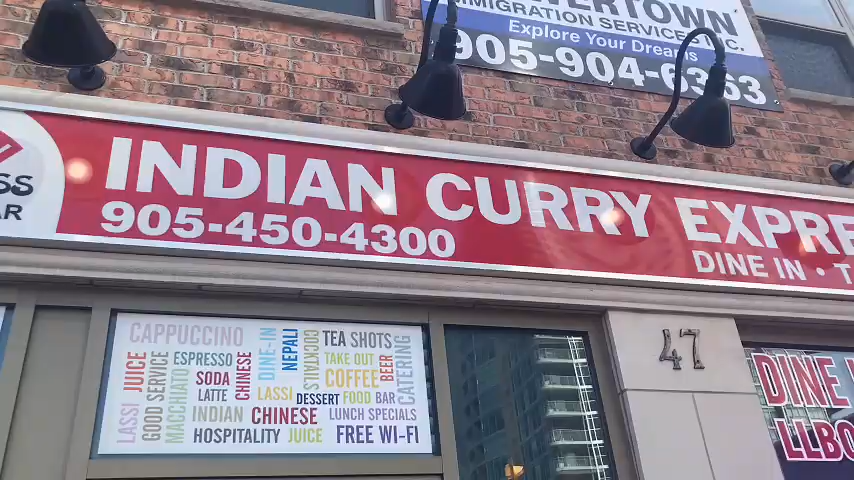 IMMIGRATION SERVICES INC.
Explore Your Dreams
905-904-6363
INDIAN CURRY
905-450-4300
DINE IN •
CAPPUCCINO
LASSI
JUICE
GOOD SERVICE
ESPRESSO
MACCHIATO
SODA
LATTE
CHINESE
INDIAN
DINE-IN
NEPALI
LASSI
COCKTAILS
DESSERT
CHINESE
HOSPITALITY
JUICE
TEA SHOTS
TAKE OUT
COFFEE
BEER
CATERING
FOOD BAR
LUNCH SPECIALS
FREE WI-FI
47
DINE